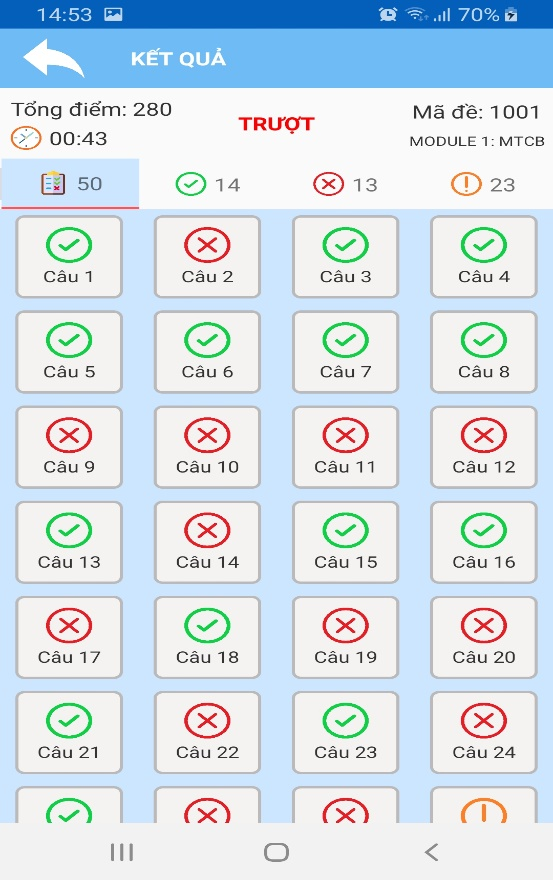 14:53 70%
KẾT QUẢ
Tổng điểm: 280
TRƯỢT
Mã đề: 1001
00:43
MODULE 1: MTCB
50 14 13 23
Câu 1 Câu 2 Câu 3 Câu 4
Câu 5 Câu 6 Câu 7 Câu 8
Câu 9 Câu 10 Câu 11 Câu 12
Câu 13 Câu 14 Câu 15 Câu 16
Câu 17 Câu 18 Câu 19 Câu 20
Câu 21 Câu 22 Câu 23 Câu 24